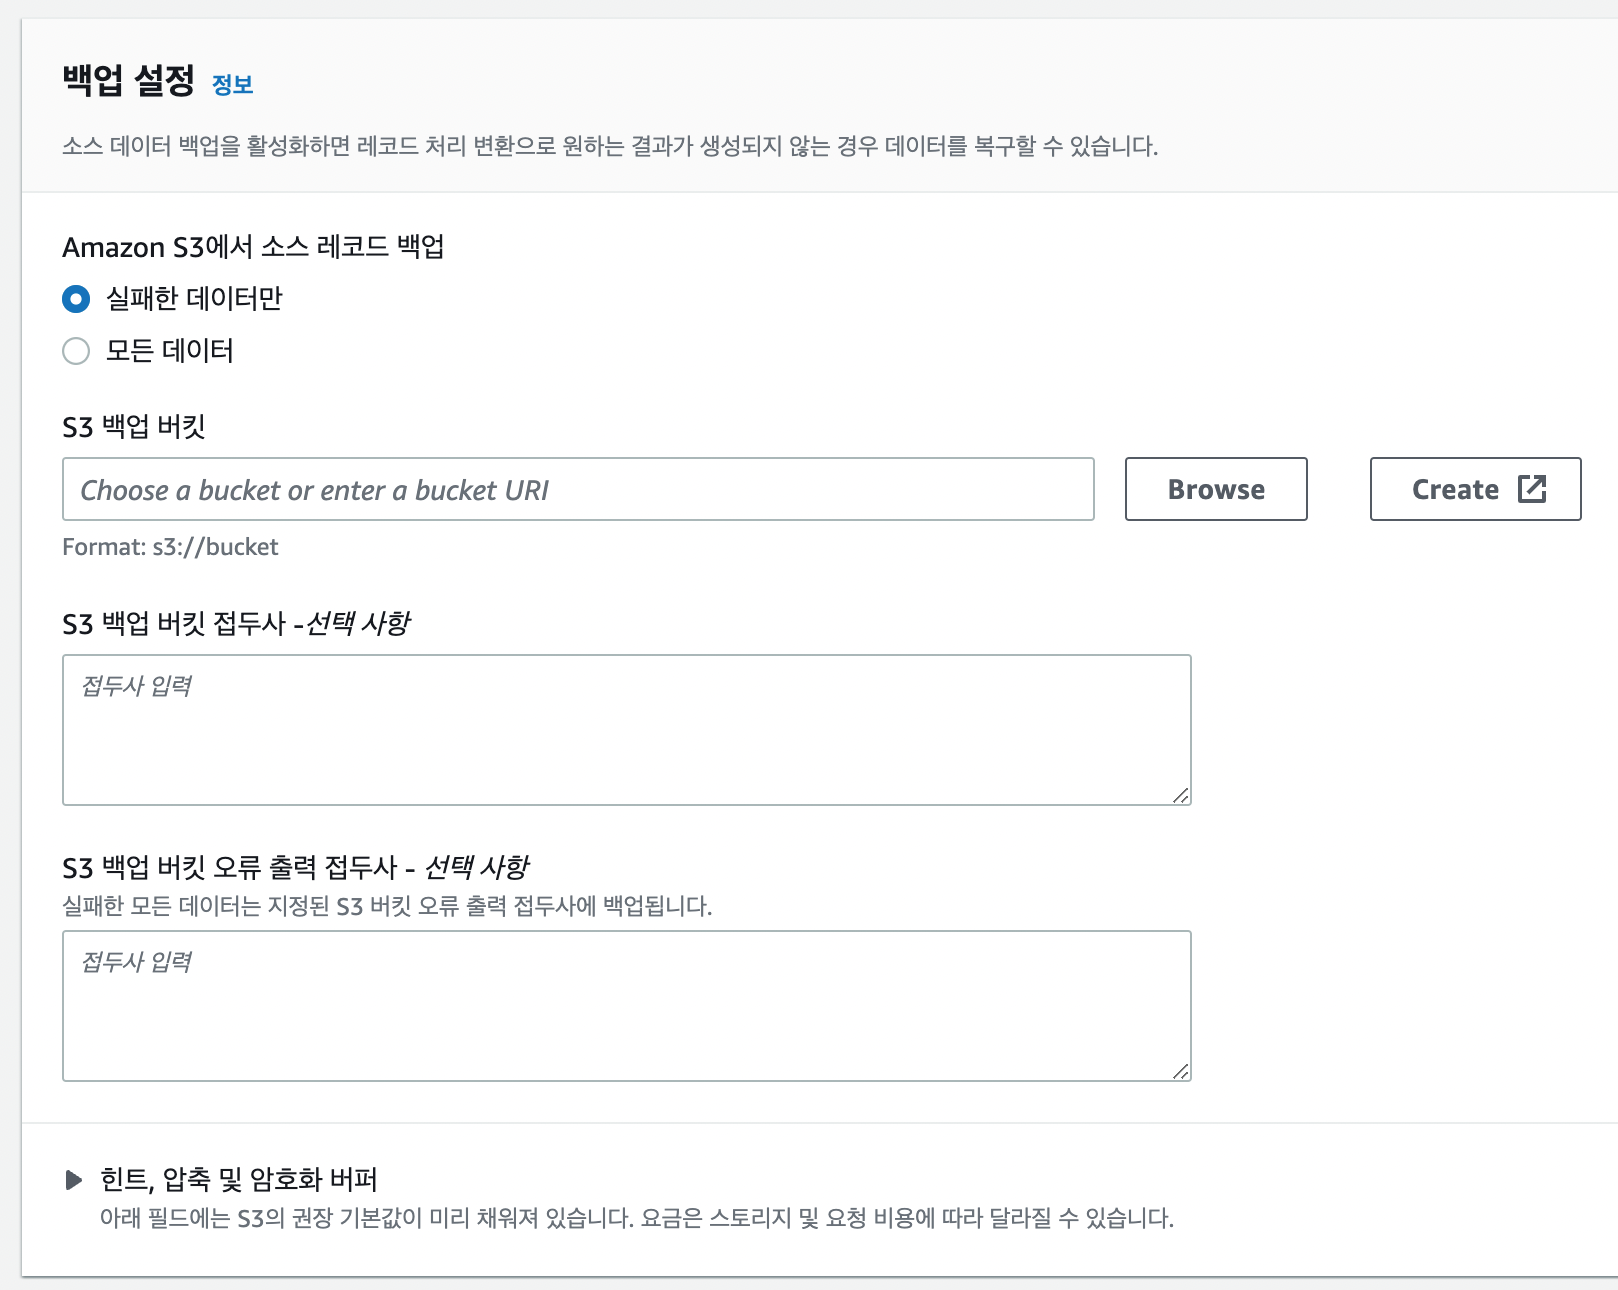 백업 설정 정보
소스 데이터 백업을 활성화하면 레코드 처리 변환으로 원하는 결과가 생성되지 않는 경우 데이터를 복구할 수 있습니다.
Amazon S3에서 소스 레코드 백업
실패한 데이터만
모든 데이터
S3 백업 버킷
Choose a bucket or enter a bucket URI
Browse
Create
Format: s3://bucket
S3 백업 버킷 접두사 -선택 사항
접두사 입력
S3 백업 버킷 오류 출력 접두사 - 선택 사항
실패한 모든 데이터는 지정된 S3 버킷 오류 출력 접두사에 백업됩니다.
접두사 입력
힌트, 압축 및 암호화 버퍼
아래 필드에는 S3의 권장 기본값이 미리 채워져 있습니다. 요금은 스토리지 및 요청 비용에 따라 달라질 수 있습니다.